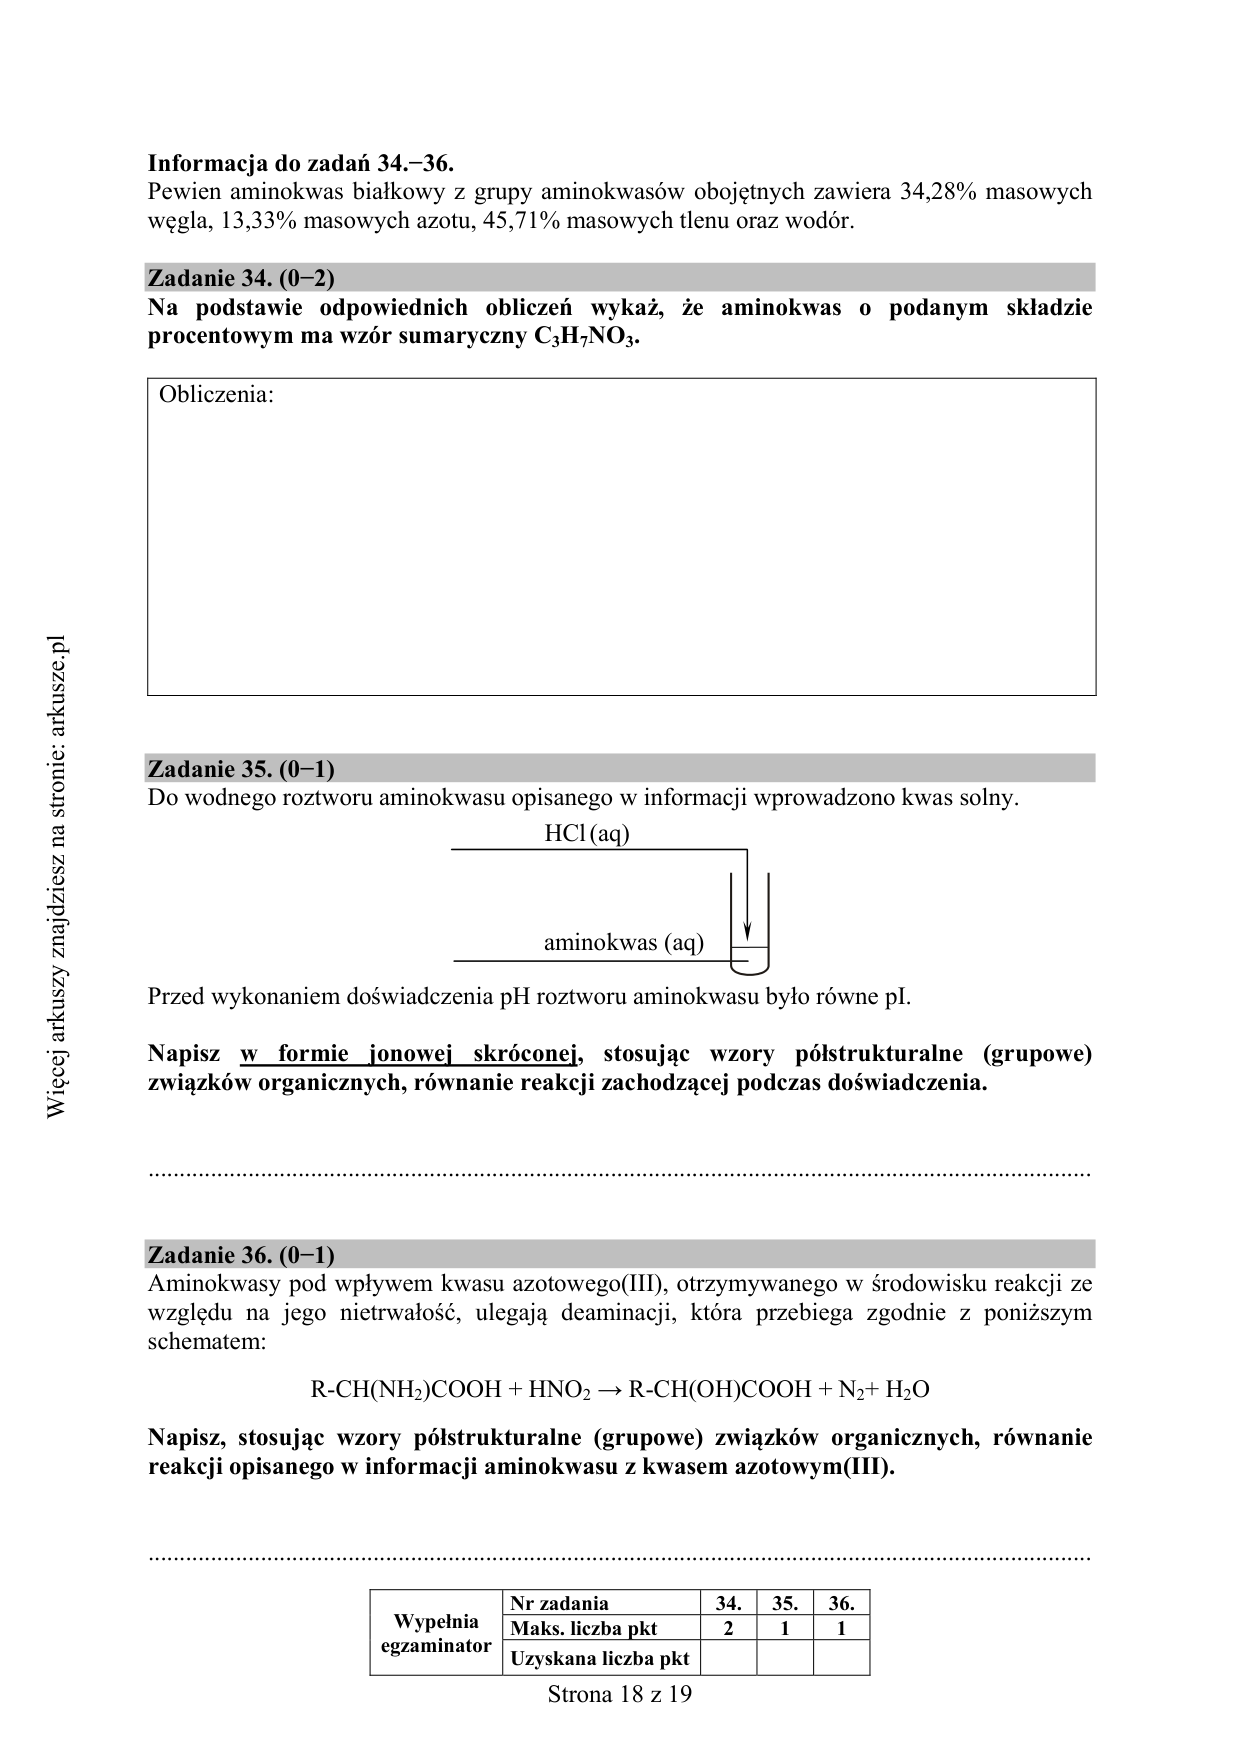 Informacja do zadań 34.−36.
Pewien aminokwas białkowy z grupy aminokwasów obojętnych zawiera 34,28% masowych
węgla, 13,33% masowych azotu, 45,71% masowych tlenu oraz wodór.
Zadanie 34. (0−2)
Na podstawie odpowiednich obliczeń wykaż, że aminokwas o podanym składzie
procentowym ma wzór sumaryczny C₃H₇NO₃.
Obliczenia:
Zadanie 35. (0−1)
Do wodnego roztworu aminokwasu opisanego w informacji wprowadzono kwas solny.
HCl (aq)
aminokwas (aq)
Przed wykonaniem doświadczenia pH roztworu aminokwasu było równe pI.
Napisz w formie jonowej skróconej, stosując wzory półstrukturalne (grupowe)
związków organicznych, równanie reakcji zachodzącej podczas doświadczenia.
Zadanie 36. (0−1)
Aminokwasy pod wpływem kwasu azotowego(III), otrzymywanego w środowisku reakcji ze
względu na jego nietrwałość, ulegają deaminacji, która przebiega zgodnie z poniższym
schematem:
R-CH(NH₂)COOH + HNO₂ → R-CH(OH)COOH + N₂+ H₂O
Napisz, stosując wzory półstrukturalne (grupowe) związków organicznych, równanie
reakcji opisanego w informacji aminokwasu z kwasem azotowym(III).
Wypełnia
egzaminator
Nr zadania 34. 35. 36.
Maks. liczba pkt 2 1 1
Uzyskana liczba pkt
Strona 18 z 19
Więcej arkuszy znajdziesz na stronie: arkusze.pl